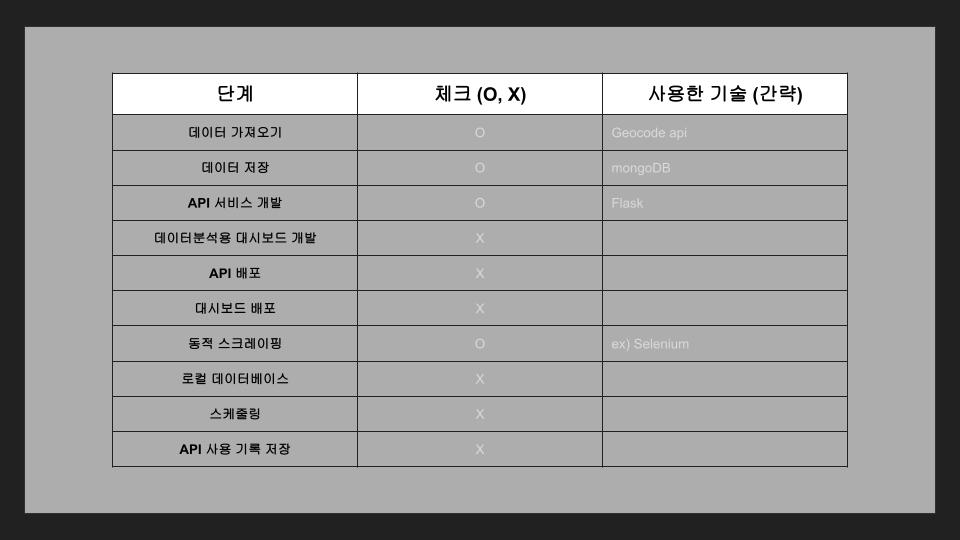 단계 체크 (O, X) 사용한 기술 (간략)
데이터 가져오기 O Geocode api
데이터 저장 O mongoDB
API 서비스 개발 O Flask
데이터분석용 대시보드 개발 X
API 배포 X
대시보드 배포 X
동적 스크레이핑 O ex) Selenium
로컬 데이터베이스 X
스케줄링 X
API 사용 기록 저장 X